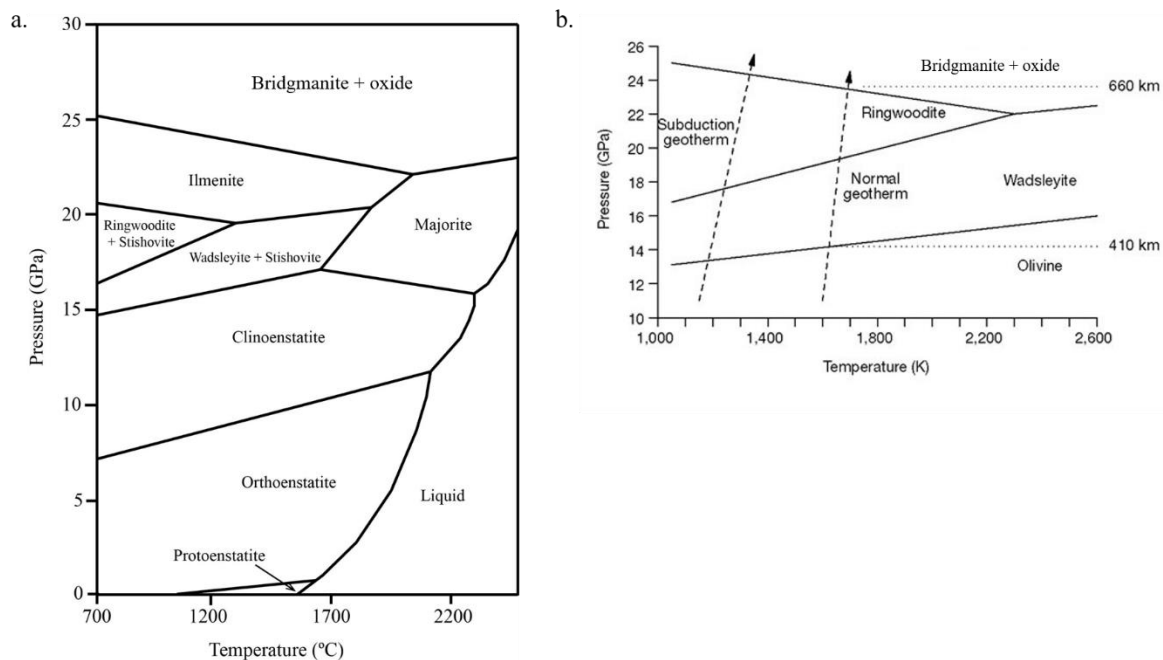 a.
30
25
20
15
10
5
0
Pressure (GPa)
Bridgmanite + oxide
Ilmenite
Ringwoodite
+ Stishovite
Wadsleyite + Stishovite
Majorite
Clinoenstatite
Orthoenstatite
Liquid
Protoenstatite
700
1200
1700
2200
Temperature (ºC)
b.
26
24
22
20
18
16
14
12
10
Pressure (GPa)
Bridgmanite + oxide
660 km
Ringwoodite
Subduction
geotherm
Normal
geotherm
Wadsleyite
410 km
Olivine
1,000
1,400
1,800
2,200
2,600
Temperature (K)